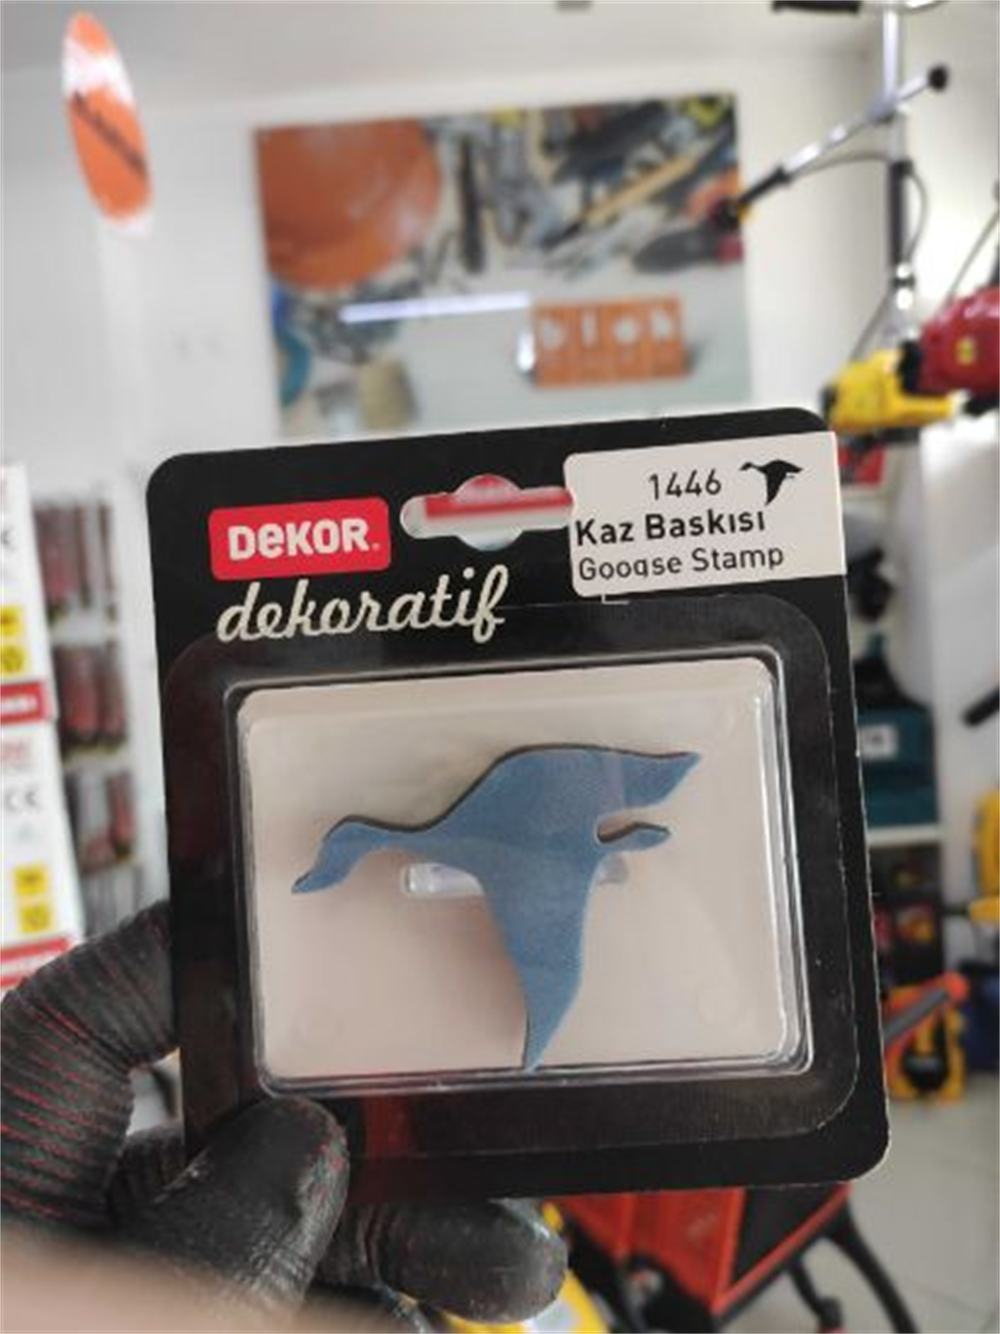 1446
DEKOR.
Kaz Baskısı
Gooqse Stamp
dekoratif